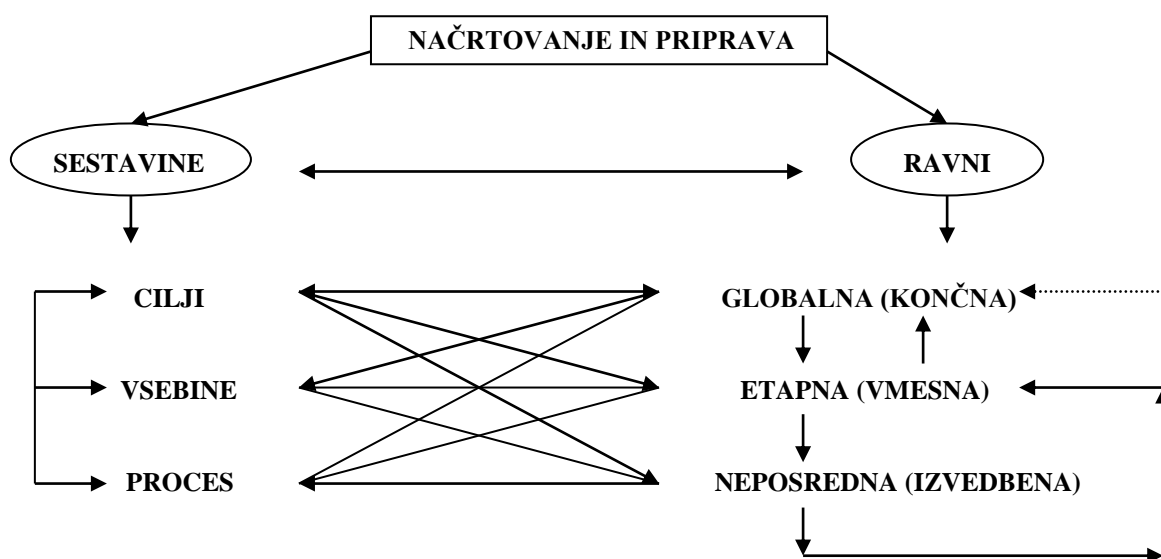 NAČRTOVANJE IN PRIPRAVA
SESTAVINE
RAVNI
CILJI
GLOBALNA (KONČNA)
VSEBINE
ETAPNA (VMESNA)
PROCES
NEPOSREDNA (IZVEDBENA)